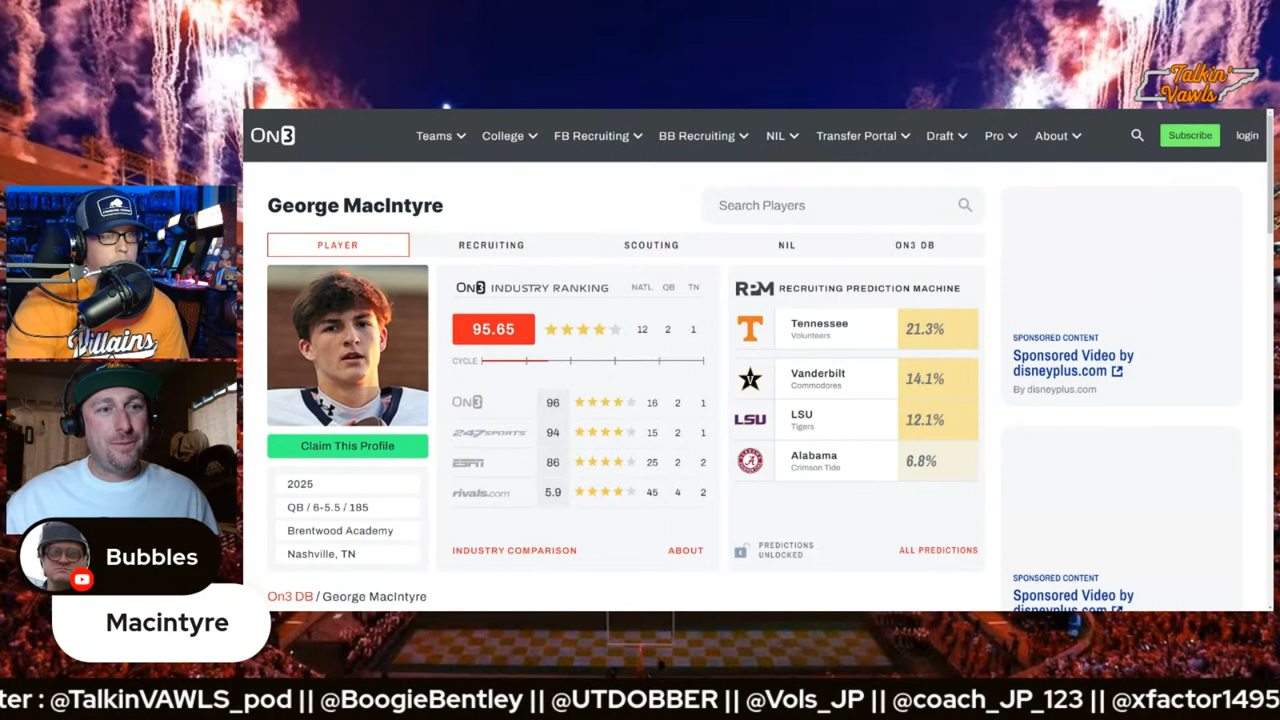 Talkin'
Vawls
On3
Teams College FB Recruiting BB Recruiting NIL Transfer Portal Draft Pro About Subscribe login
George MacIntyre
Search Players
PLAYER RECRUITING SCOUTING NIL ON3 DB
On3 INDUSTRY RANKING NATL QB TN
95.65 12 2 1
CYCLE
On3 96 16 2 1
247SPORTS 94 15 2 1
ESPN 86 25 2 2
rivals.com 5.9 45 4 2
INDUSTRY COMPARISON ABOUT
RPM RECRUITING PREDICTION MACHINE
T Tennessee 21.3%
Volunteers
V Vanderbilt 14.1%
Commodores
LSU LSU 12.1%
Tigers
A Alabama 6.8%
Crimson Tide
PREDICTIONS
UNLOCKED
ALL PREDICTIONS
Claim This Profile
2025
QB / 6-5.5 / 185
Brentwood Academy
Nashville, TN
On3 DB / George MacIntyre
SPONSORED CONTENT
Sponsored Video by
disneyplus.com
By disneyplus.com
SPONSORED CONTENT
Sponsored Video by
disneyplus.com
Villains
Bubbles
Macintyre
ter : @TalkinVAWLS_pod || @BoogieBentley || @UTDOBBER || @Vols_JP || @coach_JP_123 || @xfactor1495